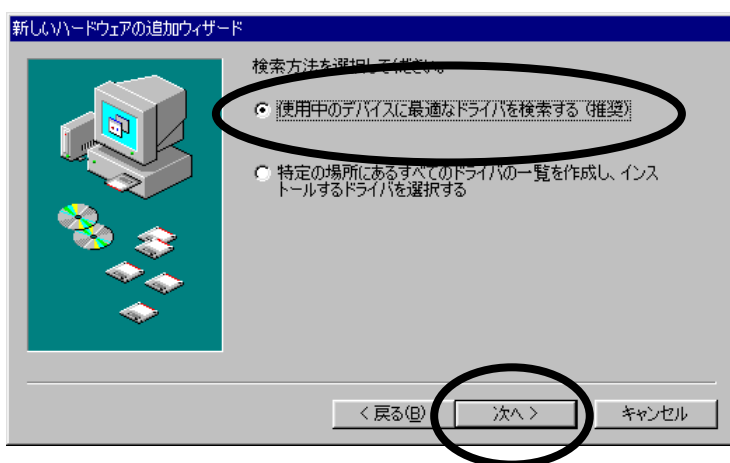 新しいハードウェアの追加ウィザード
検索方法を選択してください。
使用中のデバイスに最適なドライバを検索する (推奨)
特定の場所にあるすべてのドライバの一覧を作成し、インス
トールするドライバを選択する
< 戻る(B)
次へ >
キャンセル